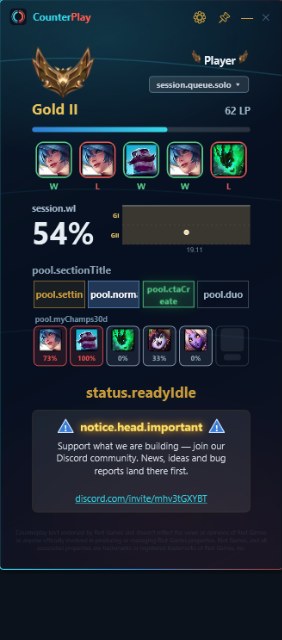 CounterPlay
Player
session.queue.solo
Gold II
62 LP
W L W W L
session.wl
54%
GI
GII
19.11
pool.sectionTitle
pool.settin pool.norm. pool.ctaCreate pool.duo
pool.myChamps30d
73% 100% 0% 33% 0%
status.readyIdle
notice.head.important
Support what we are building — join our
Discord community. News, ideas and bug
reports land there first.
discord.com/invite/mhv3tGXYBT